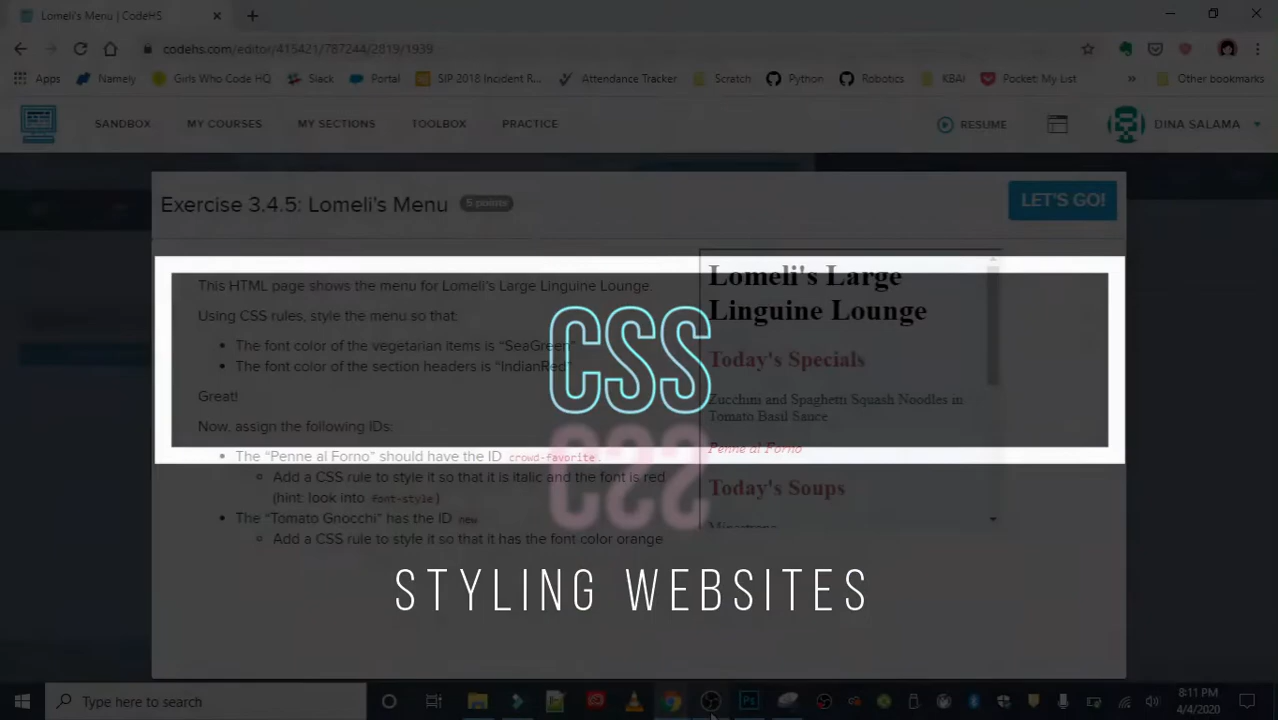 Lomeli's Menu | CodeHS
codehs.com/editor/415421/787244/2819/1939
Apps Namely Girls Who Code HQ Slack Portal SIP 2018 Incident R... Attendance Tracker Scratch Python Robotics KBAI Pocket: My List » Other bookmarks
SANDBOX MY COURSES MY SECTIONS TOOLBOX PRACTICE RESUME DINA SALAMA
Exercise 3.4.5: Lomeli's Menu 5 points LET'S GO!
This HTML page shows the menu for Lomeli's Large Linguine Lounge.
Using CSS rules, style the menu so that:
• The font color of the vegetarian items is “SeaGreen”
• The font color of the section headers is “IndianRed”
Great!
Now, assign the following IDs:
• The “Penne al Forno” should have the ID crowd-favorite.
◦ Add a CSS rule to style it so that it is italic and the font is red
(hint: look into font-style)
• The “Tomato Gnocchi” has the ID new
◦ Add a CSS rule to style it so that it has the font color orange
Lomeli's Large
Linguine Lounge
Today's Specials
Zucchini and Spaghetti Squash Noodles in
Tomato Basil Sauce
Penne al Forno
Today's Soups
Minestrone
CSS
STYLING WEBSITES
Type here to search
8:11 PM
4/4/2020